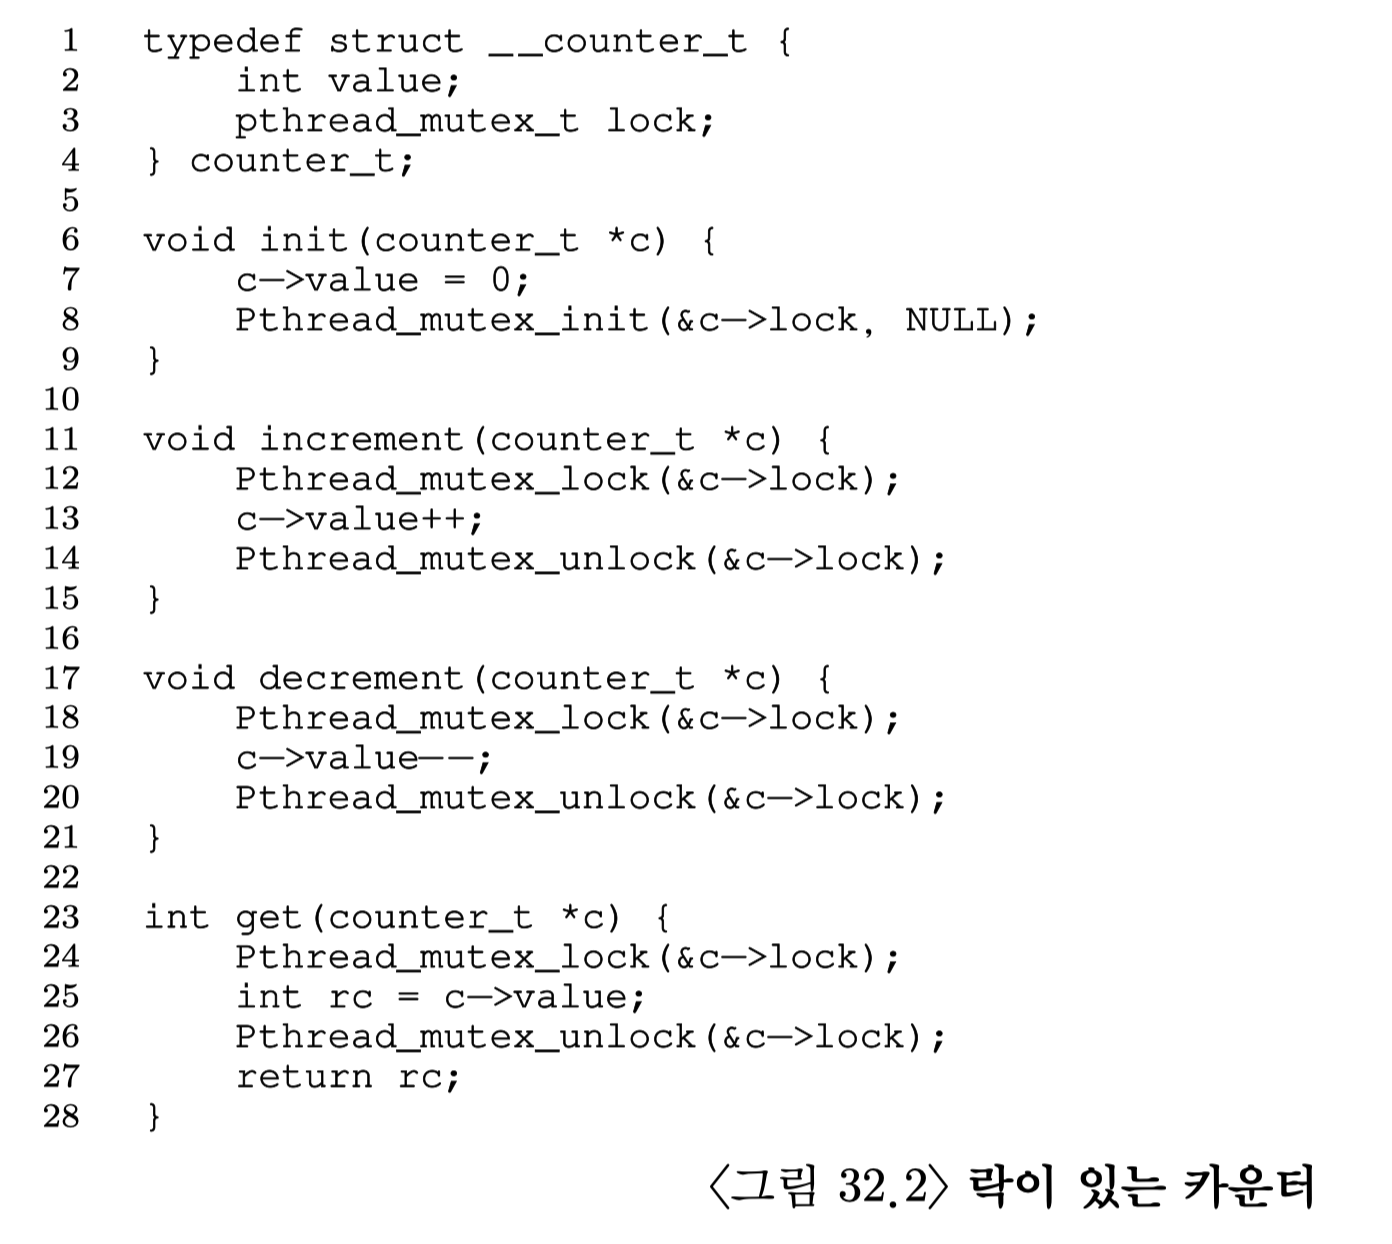 1 typedef struct __counter_t {
2 int value;
3 pthread_mutex_t lock;
4 } counter_t;
5
6 void init(counter_t *c) {
7 c->value = 0;
8 Pthread_mutex_init(&c->lock, NULL);
9 }
10
11 void increment(counter_t *c) {
12 Pthread_mutex_lock(&c->lock);
13 c->value++;
14 Pthread_mutex_unlock(&c->lock);
15 }
16
17 void decrement(counter_t *c) {
18 Pthread_mutex_lock(&c->lock);
19 c->value--;
20 Pthread_mutex_unlock(&c->lock);
21 }
22
23 int get(counter_t *c) {
24 Pthread_mutex_lock(&c->lock);
25 int rc = c->value;
26 Pthread_mutex_unlock(&c->lock);
27 return rc;
28 }
〈그림 32.2〉 락이 있는 카운터